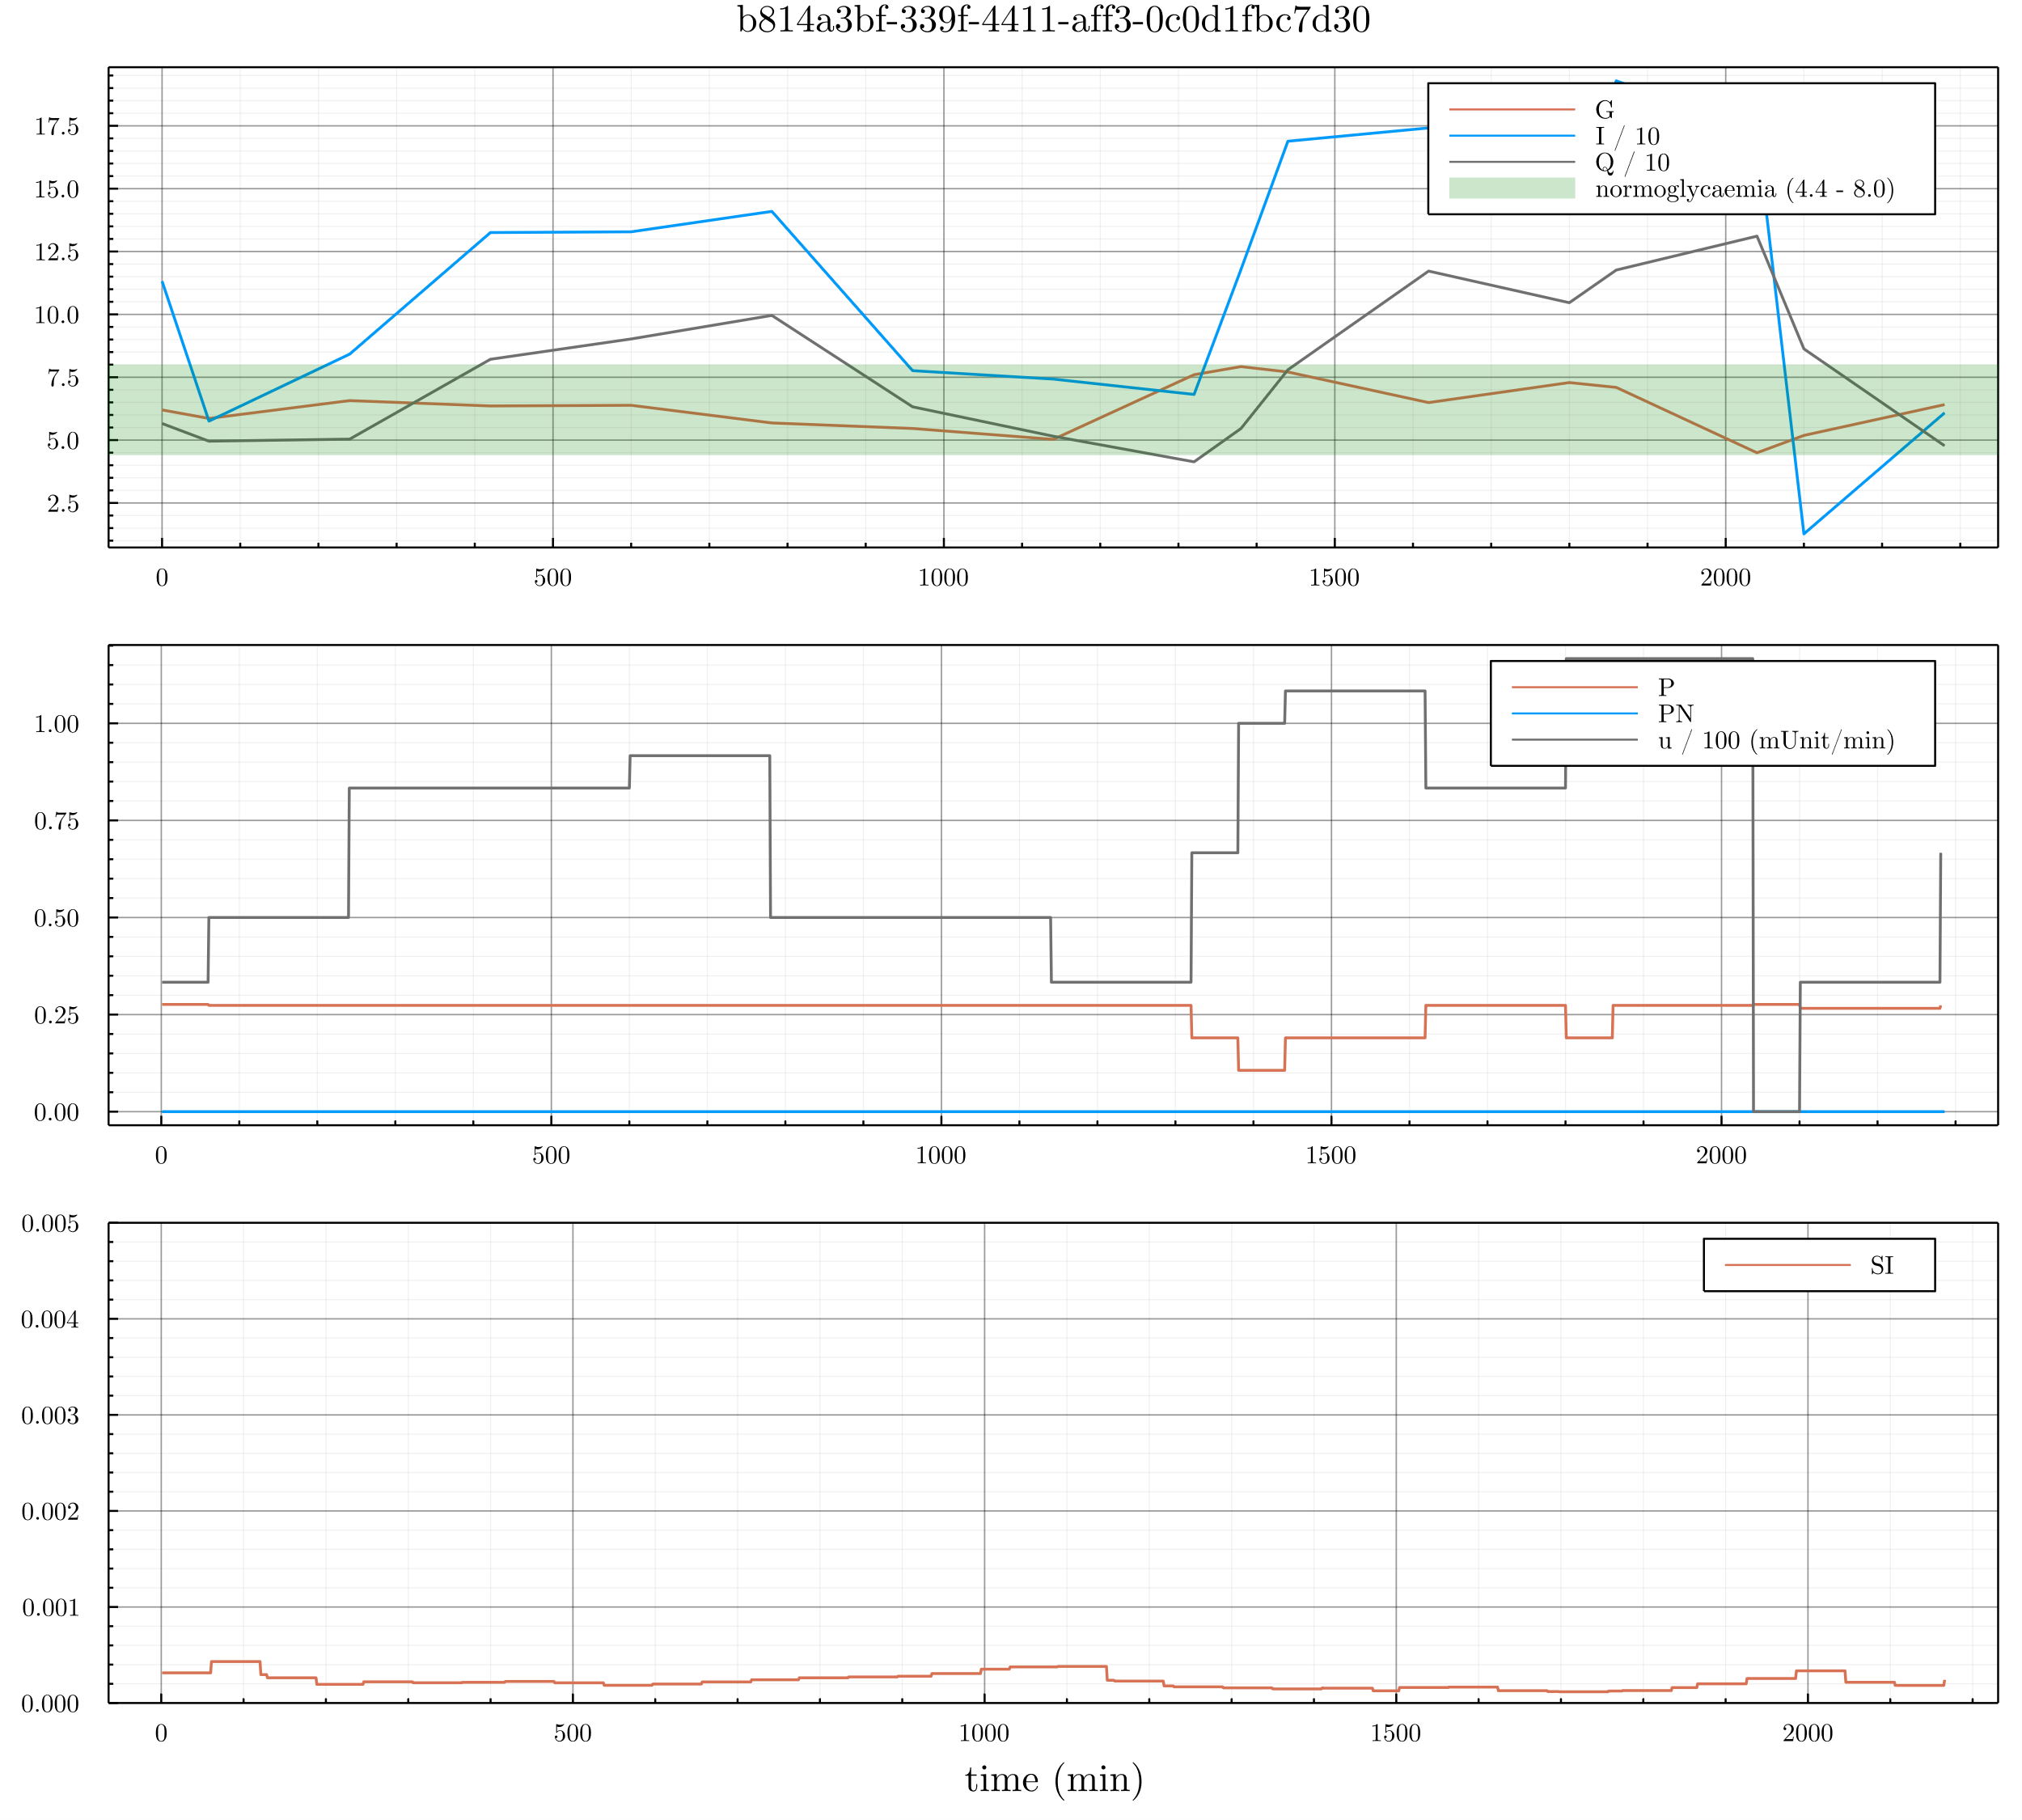 b814a3bf-339f-4411-aff3-0c0d1fbc7d30
17.5
15.0
12.5
10.0
7.5
5.0
2.5
G
I / 10
Q / 10
normoglycaemia (4.4 - 8.0)
0 500 1000 1500 2000
1.00
0.75
0.50
0.25
0.00
P
PN
u / 100 (mUnit/min)
0 500 1000 1500 2000
0.005
0.004
0.003
0.002
0.001
0.000
SI
0 500 1000 1500 2000
time (min)